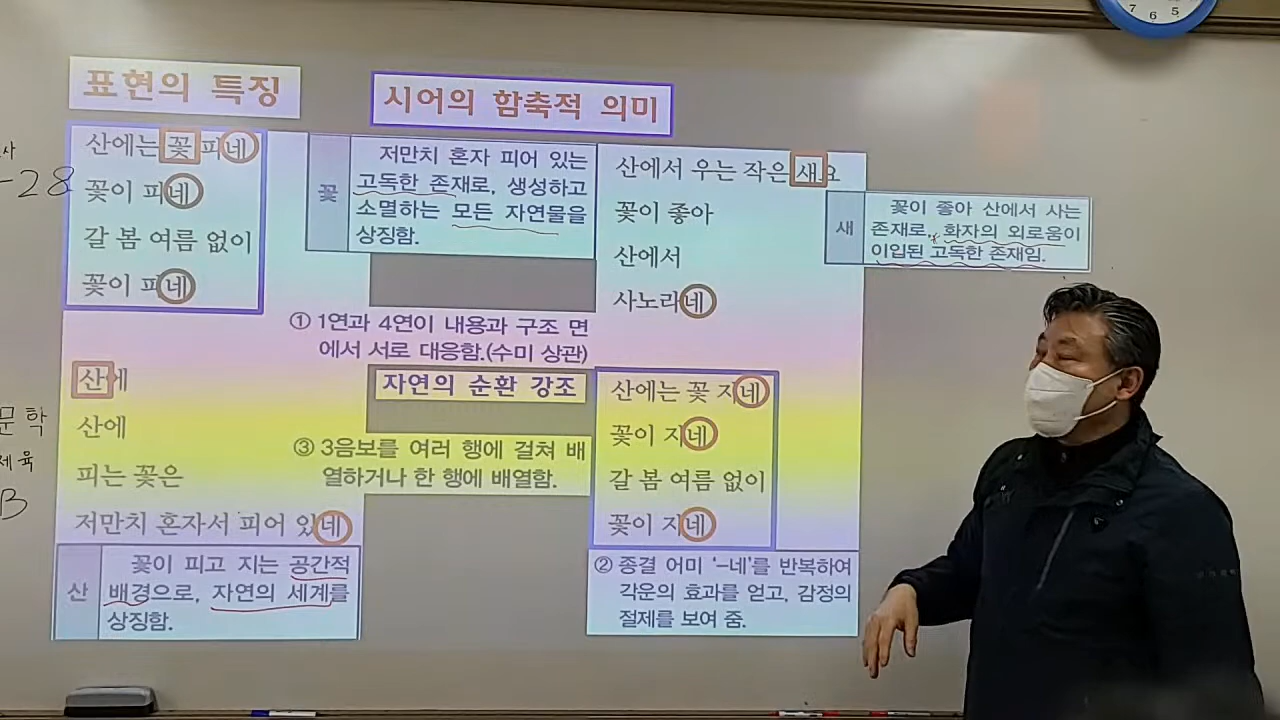 표현의 특징
시어의 함축적 의미
산에는 꽃 피네
꽃이 피네
갈 봄 여름 없이
꽃이 피네
꽃
저만치 혼자 피어 있는
고독한 존재로, 생성하고
소멸하는 모든 자연물을
상징함.
① 1연과 4연이 내용과 구조 면
에서 서로 대응함.(수미 상관)
자연의 순환 강조
산에
산에
피는 꽃은
저만치 혼자서 피어 있네
③ 3음보를 여러 행에 걸쳐 배
열하거나 한 행에 배열함.
산
꽃이 피고 지는 공간적
배경으로, 자연의 세계를
상징함.
산에서 우는 작은 새요
꽃이 좋아
산에서
사노라네
새
꽃이 좋아 산에서 사는
존재로, 화자의 외로움이
이입된 고독한 존재임.
산에는 꽃 지네
꽃이 지네
갈 봄 여름 없이
꽃이 지네
② 종결 어미 ‘-네’를 반복하여
각운의 효과를 얻고, 감정의
절제를 보여 줌.
-28
문학
B
7 6 5